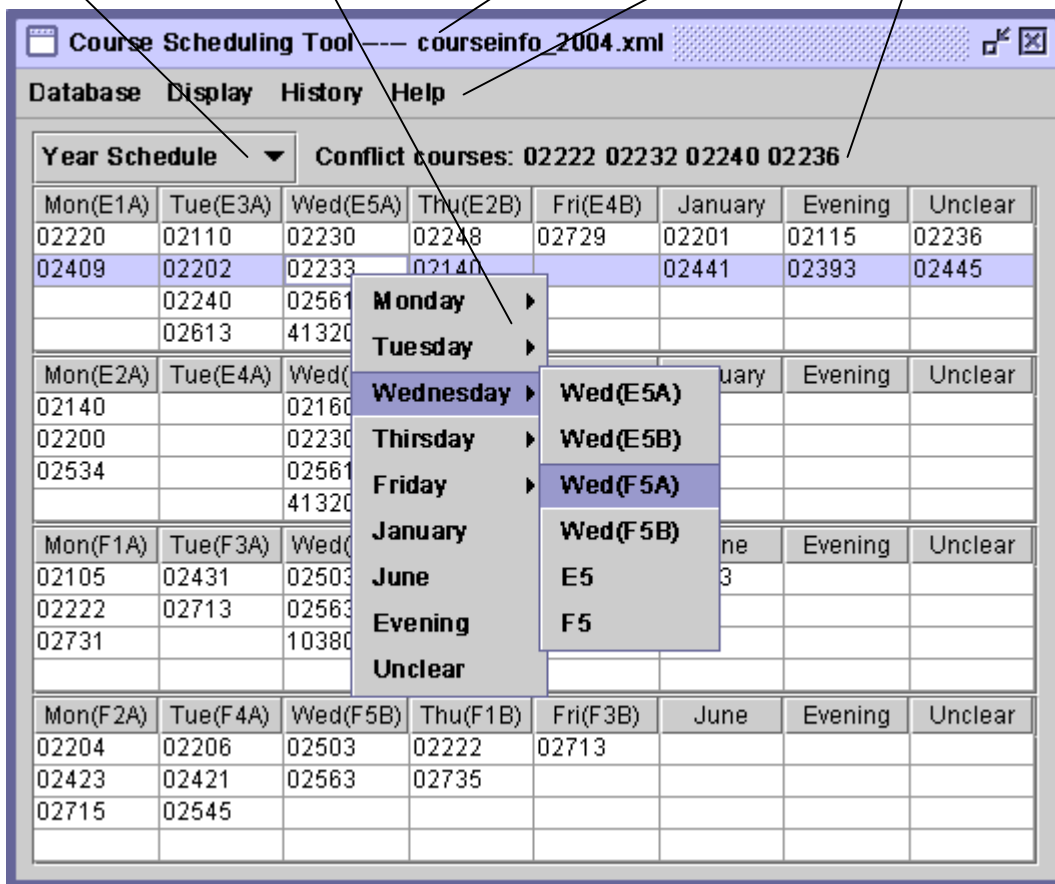 Course Scheduling Tool ---- courseinfo_2004.xml
Database Display History Help
Year Schedule Conflict courses: 02222 02232 02240 02236
Mon(E1A) Tue(E3A) Wed(E5A) Thu(E2B) Fri(E4B) January Evening Unclear
02220 02110 02230 02248 02729 02201 02115 02236
02409 02202 02233 02140 02441 02393 02445
02240 02561
02613 41320
Mon(E2A) Tue(E4A) Wed( uary Evening Unclear
02140 02160
02200 02230
02534 02561
41320
Mon(F1A) Tue(F3A) Wed( ne Evening Unclear
02105 02431 02503 3
02222 02713 02563
02731 10380
Mon(F2A) Tue(F4A) Wed(F5B) Thu(F1B) Fri(F3B) June Evening Unclear
02204 02206 02503 02222 02713
02423 02421 02563 02735
02715 02545
Monday
Tuesday
Wednesday
Thirsday
Friday
January
June
Evening
Unclear
Wed(E5A)
Wed(E5B)
Wed(F5A)
Wed(F5B)
E5
F5